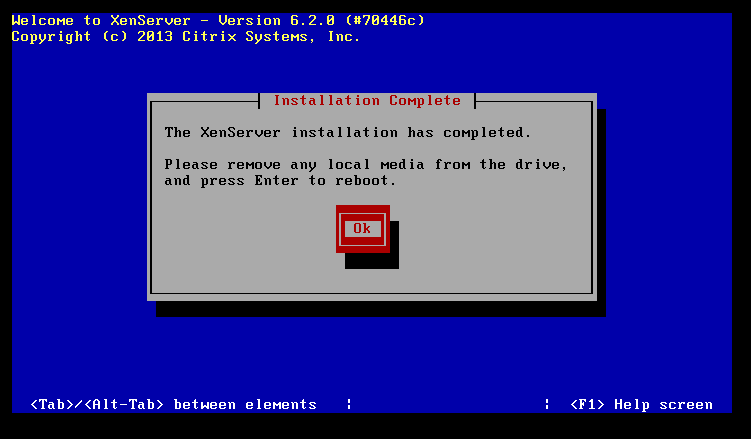 Welcome to XenServer - Version 6.2.0 (#70446c)
Copyright (c) 2013 Citrix Systems, Inc.
Installation Complete
The XenServer installation has completed.
Please remove any local media from the drive,
and press Enter to reboot.
Ok
<Tab>/<Alt-Tab> between elements | | <F1> Help screen